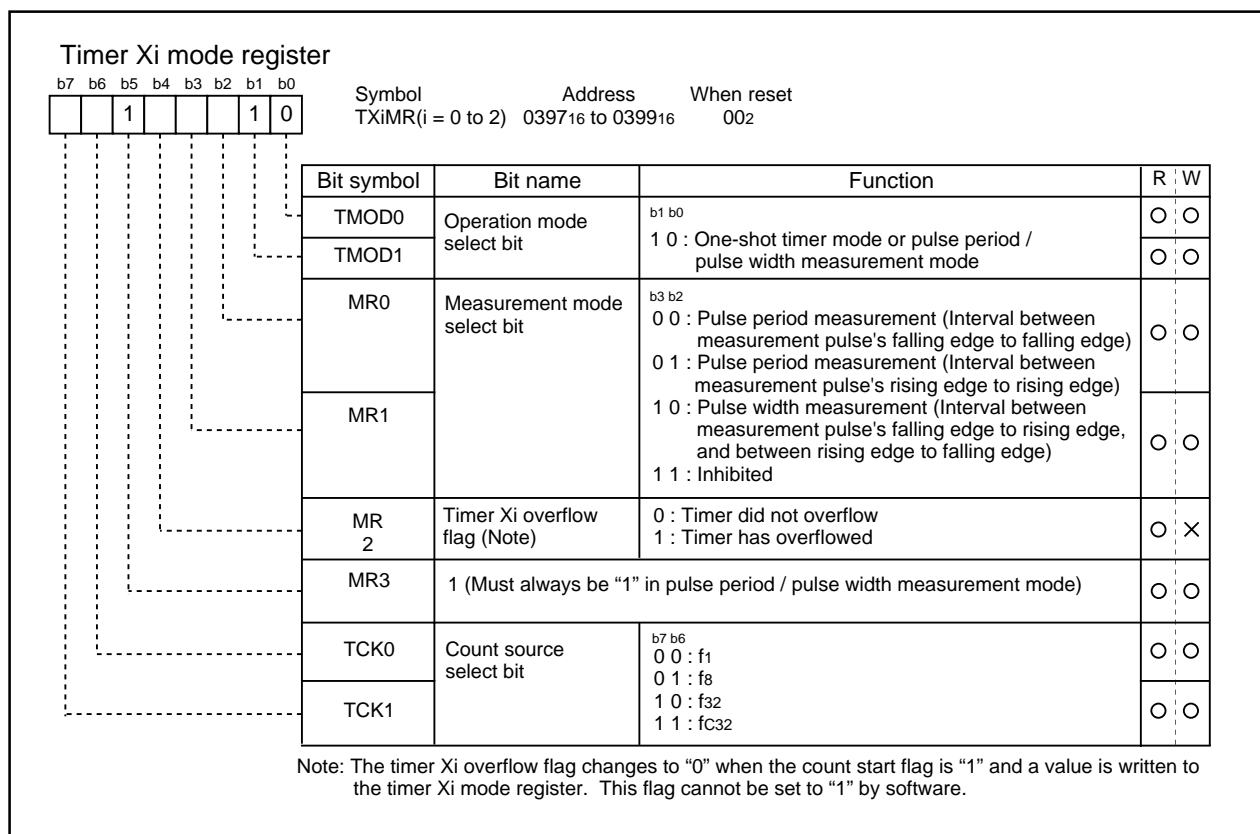 Timer Xi mode register
b7 b6 b5 b4 b3 b2 b1 b0
1 1 0
Symbol Address When reset
TXiMR(i = 0 to 2) 039716 to 039916 002
Bit symbol Bit name Function R W
TMOD0
TMOD1
Operation mode
select bit
b1 b0
1 0 : One-shot timer mode or pulse period /
pulse width measurement mode
MR0
MR1
Measurement mode
select bit
b3 b2
0 0 : Pulse period measurement (Interval between
measurement pulse's falling edge to falling edge)
0 1 : Pulse period measurement (Interval between
measurement pulse's rising edge to rising edge)
1 0 : Pulse width measurement (Interval between
measurement pulse's falling edge to rising edge,
and between rising edge to falling edge)
1 1 : Inhibited
MR
2
Timer Xi overflow
flag (Note)
0 : Timer did not overflow
1 : Timer has overflowed
MR3
1 (Must always be “1” in pulse period / pulse width measurement mode)
TCK0
TCK1
Count source
select bit
b7 b6
0 0 : f1
0 1 : f8
1 0 : f32
1 1 : fC32
Note: The timer Xi overflow flag changes to “0” when the count start flag is “1” and a value is written to
the timer Xi mode register. This flag cannot be set to “1” by software.